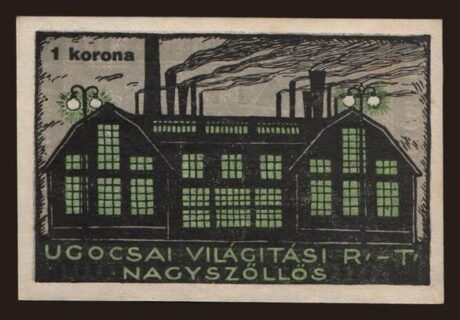 1 korona
UGOCSAI VILÁGITÁSI R'-T'
NAGYSZŐLLŐS